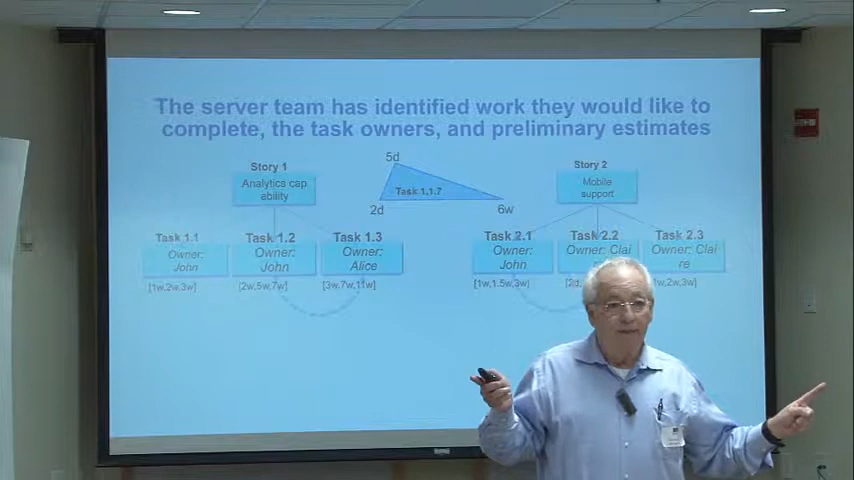 The server team has identified work they would like to
complete, the task owners, and preliminary estimates
Story 1
Analytics cap
ability
5d
Task 1.1.7
2d
6w
Story 2
Mobile
support
Task 1.1
Owner:
John
[1w,2w,3w]
Task 1.2
Owner:
John
[2w,5w,7w]
Task 1.3
Owner:
Alice
[3w,7w,11w]
Task 2.1
Owner:
John
[1w,1.5w,3w]
Task 2.2
Owner: Clai
[2d,
Task 2.3
Owner: Clai
re
1w,2w,3w]